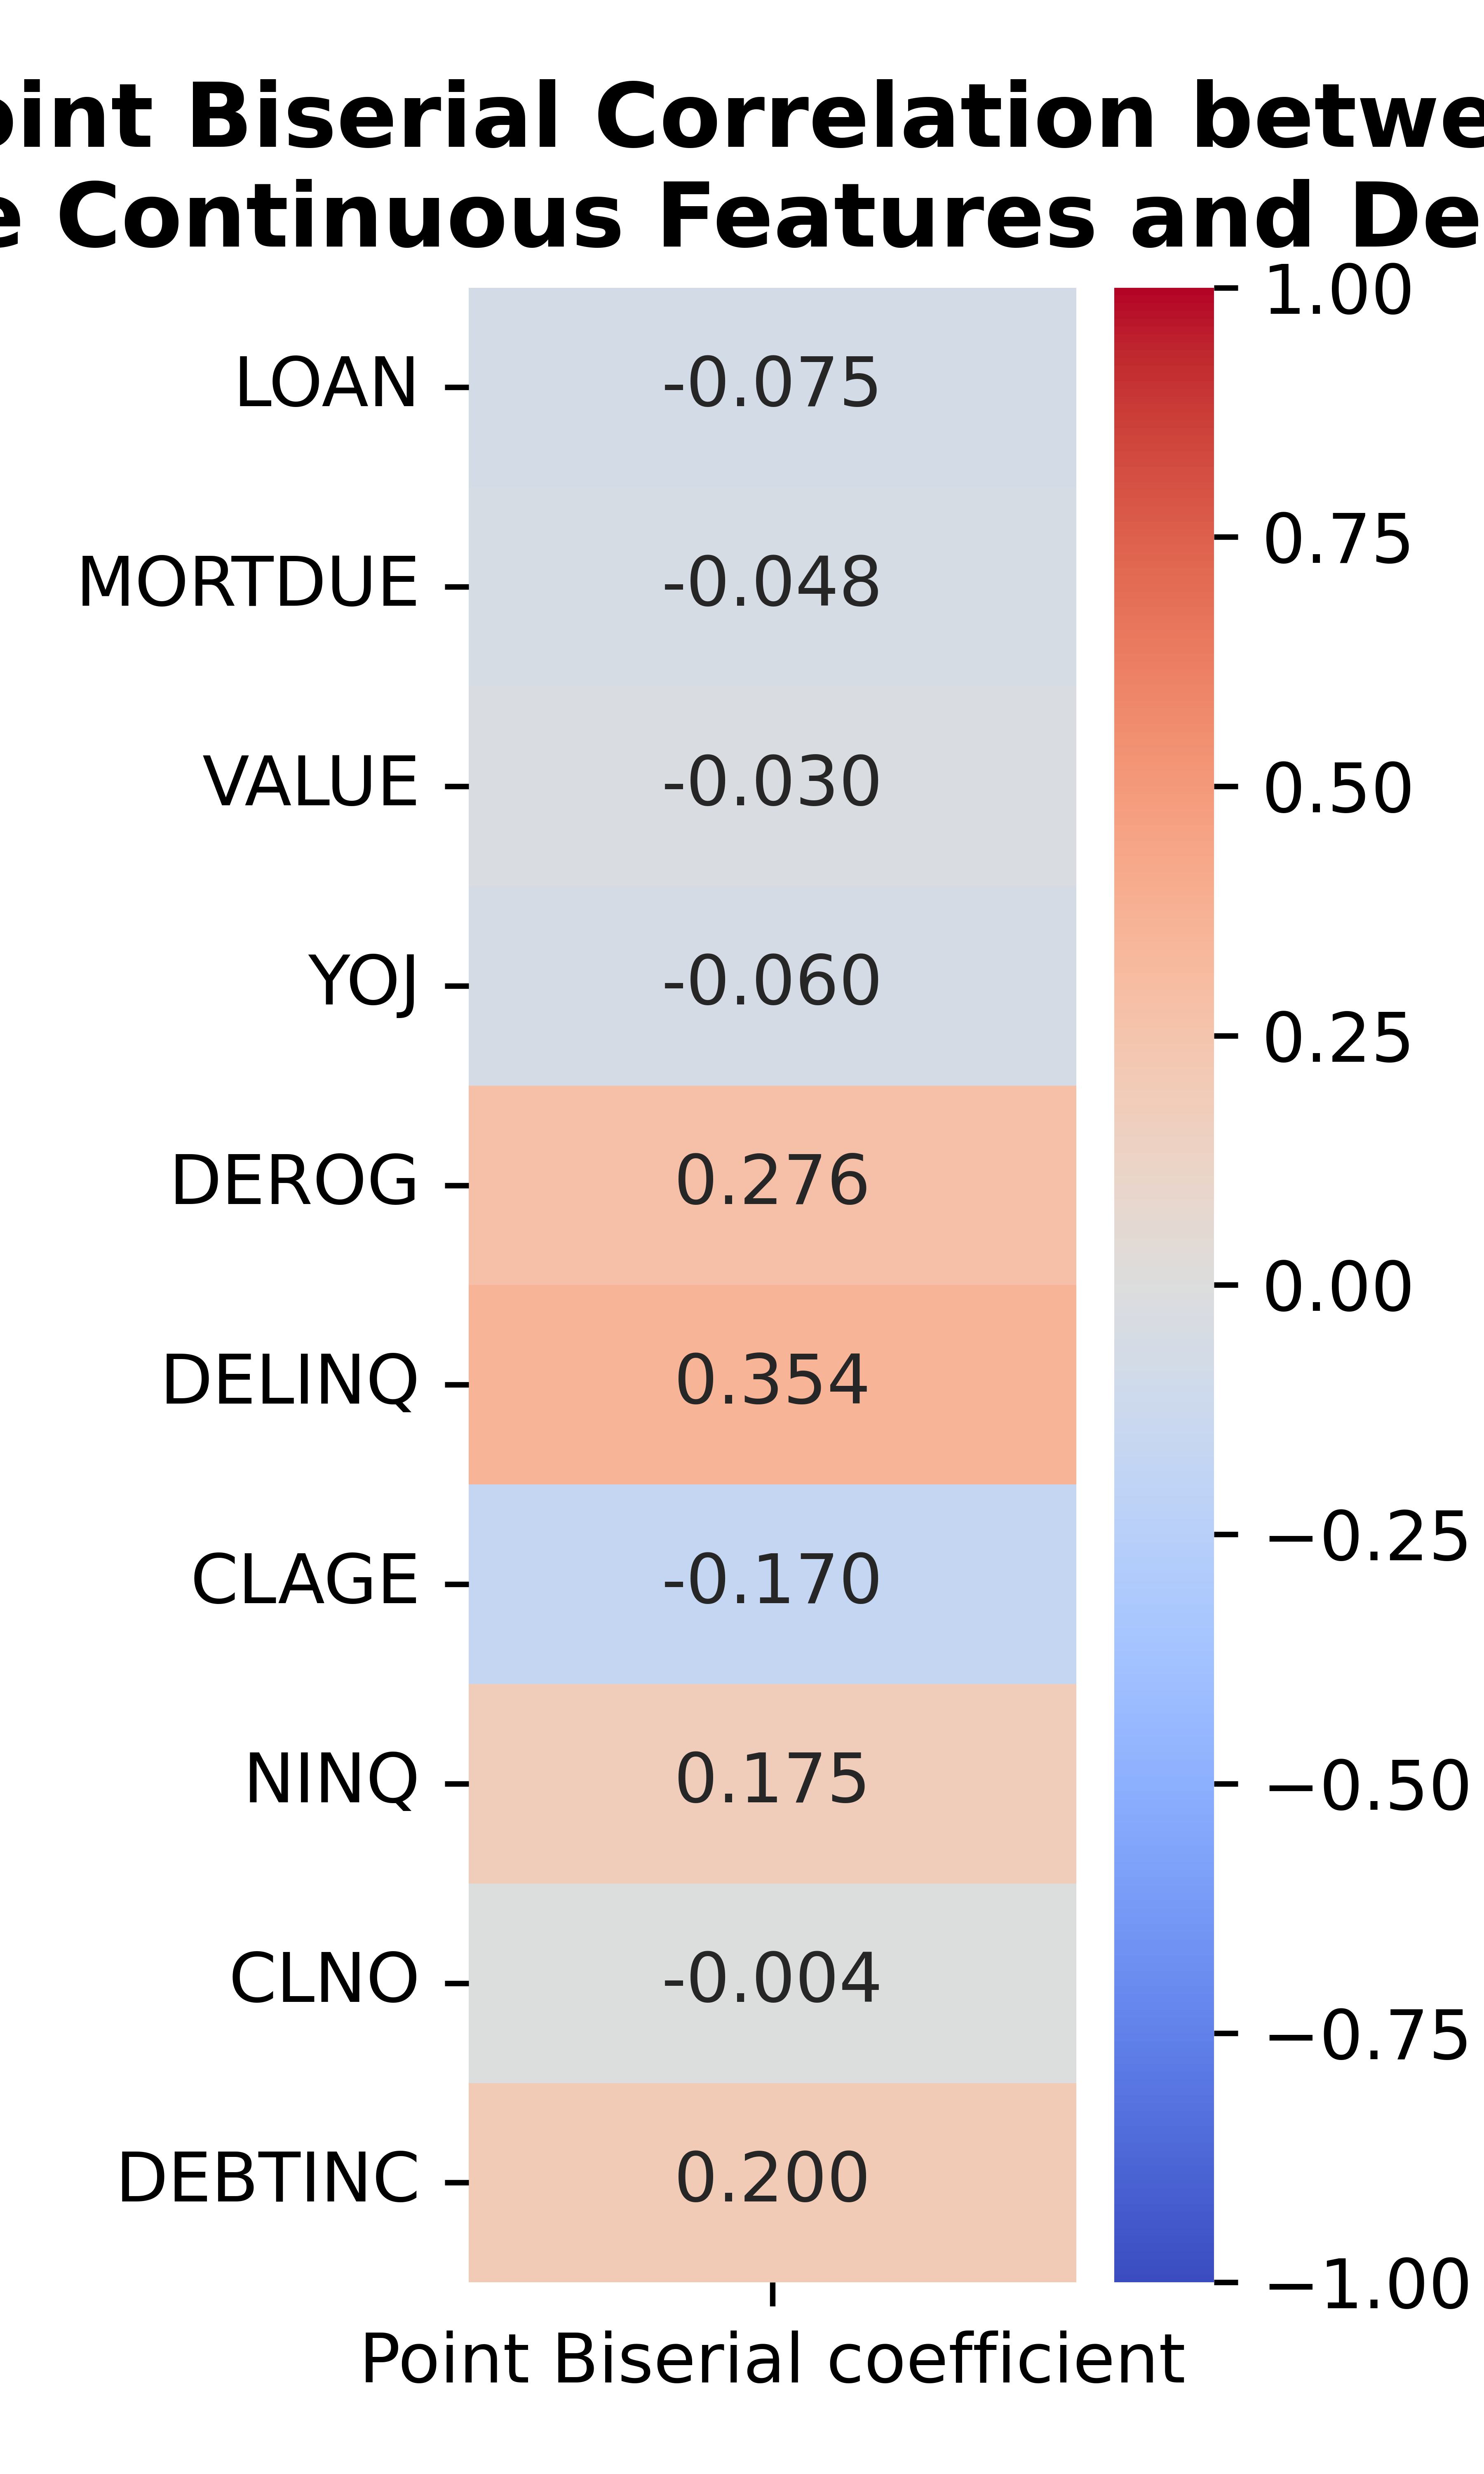 oint Biserial Correlation betwe
e Continuous Features and De
1.00
LOAN -0.075
0.75
MORTDUE -0.048
VALUE -0.030
0.50
YOJ -0.060
0.25
DEROG 0.276
0.00
DELINQ 0.354
CLAGE -0.170
−0.25
NINQ 0.175
−0.50
CLNO -0.004
−0.75
DEBTINC 0.200
−1.00
Point Biserial coefficient